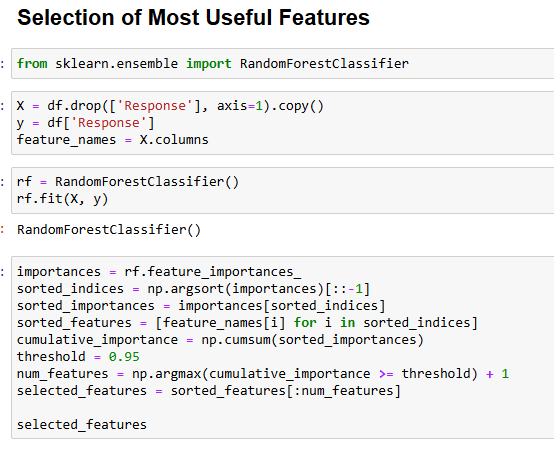 Selection of Most Useful Features
: from sklearn.ensemble import RandomForestClassifier
: X = df.drop(['Response'], axis=1).copy()
y = df['Response']
feature_names = X.columns
: rf = RandomForestClassifier()
rf.fit(X, y)
: RandomForestClassifier()
: importances = rf.feature_importances_
sorted_indices = np.argsort(importances)[::-1]
sorted_importances = importances[sorted_indices]
sorted_features = [feature_names[i] for i in sorted_indices]
cumulative_importance = np.cumsum(sorted_importances)
threshold = 0.95
num_features = np.argmax(cumulative_importance >= threshold) + 1
selected_features = sorted_features[:num_features]
selected_features